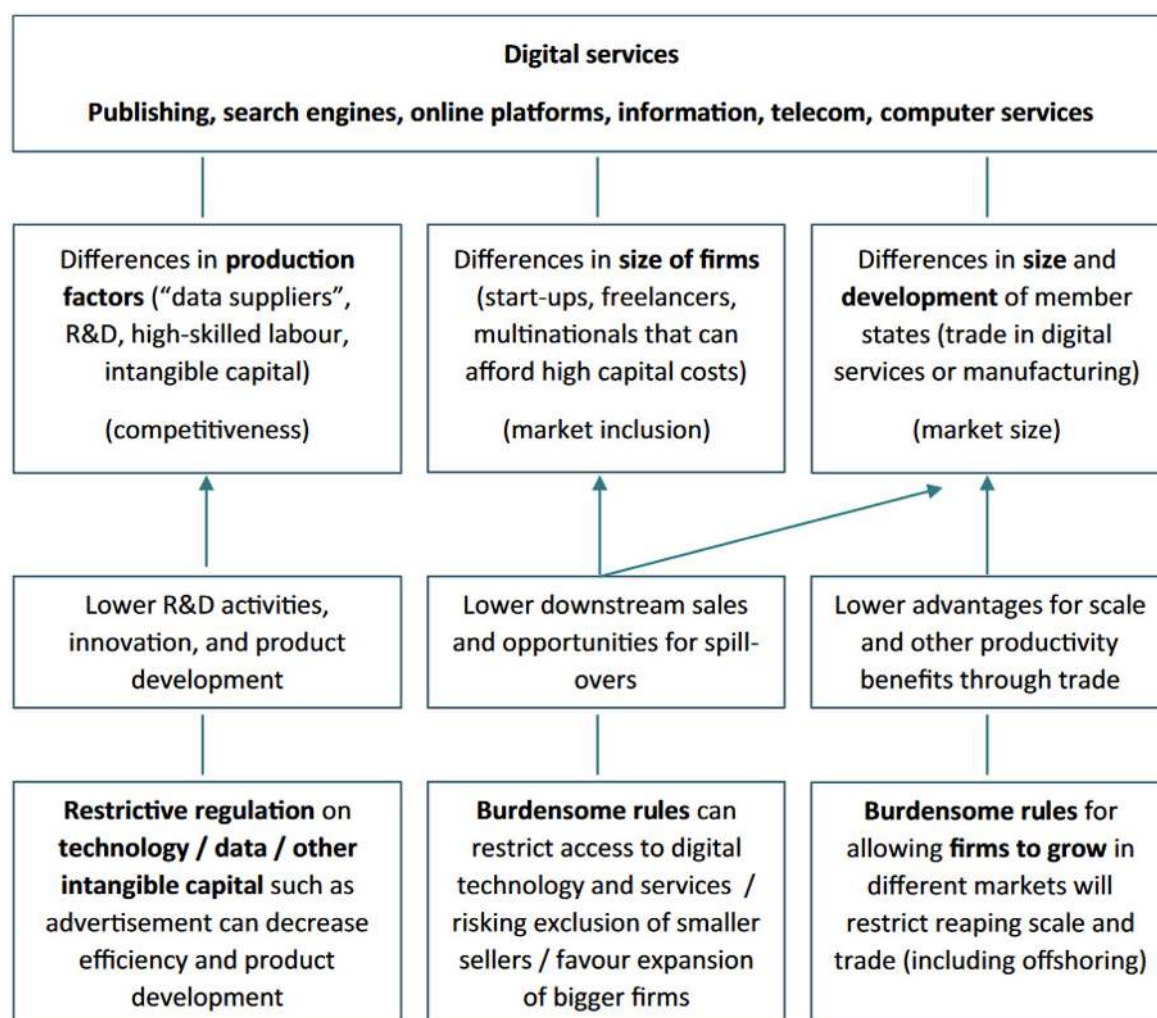 Digital services
Publishing, search engines, online platforms, information, telecom, computer services
Differences in production
factors (“data suppliers”,
R&D, high-skilled labour,
intangible capital)
(competitiveness)
Differences in size of firms
(start-ups, freelancers,
multinationals that can
afford high capital costs)
(market inclusion)
Differences in size and
development of member
states (trade in digital
services or manufacturing)
(market size)
Lower R&D activities,
innovation, and product
development
Lower downstream sales
and opportunities for spill-
overs
Lower advantages for scale
and other productivity
benefits through trade
Restrictive regulation on
technology / data / other
intangible capital such as
advertisement can decrease
efficiency and product
development
Burdensome rules can
restrict access to digital
technology and services /
risking exclusion of smaller
sellers / favour expansion
of bigger firms
Burdensome rules for
allowing firms to grow in
different markets will
restrict reaping scale and
trade (including offshoring)